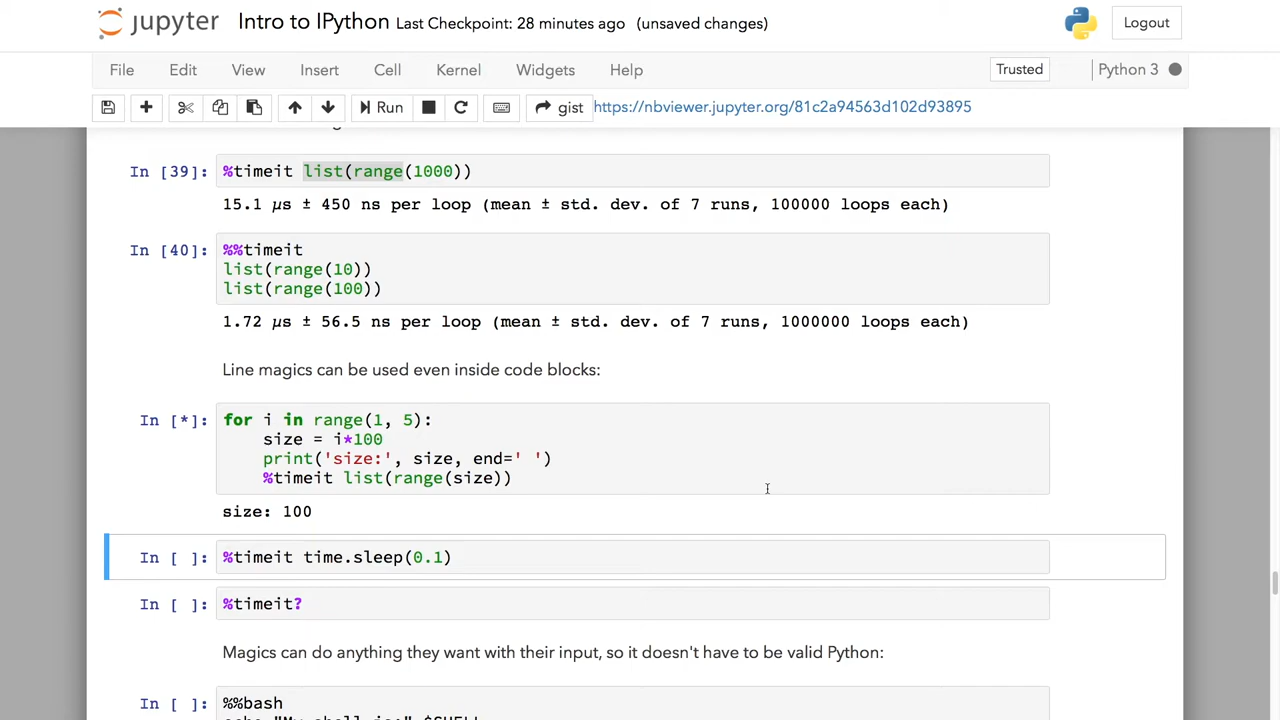 jupyter Intro to IPython Last Checkpoint: 28 minutes ago (unsaved changes) Logout
File Edit View Insert Cell Kernel Widgets Help Trusted Python 3
Run gist https://nbviewer.jupyter.org/81c2a94563d102d93895
In [39]: %timeit list(range(1000))
15.1 µs ± 450 ns per loop (mean ± std. dev. of 7 runs, 100000 loops each)
In [40]: %%timeit
list(range(10))
list(range(100))
1.72 µs ± 56.5 ns per loop (mean ± std. dev. of 7 runs, 1000000 loops each)
Line magics can be used even inside code blocks:
In [*]: for i in range(1, 5):
size = i*100
print('size:', size, end=' ')
%timeit list(range(size))
size: 100
In [ ]: %timeit time.sleep(0.1)
In [ ]: %timeit?
Magics can do anything they want with their input, so it doesn't have to be valid Python:
In [ ]: %%bash
echo "My shell is:" $SHELL